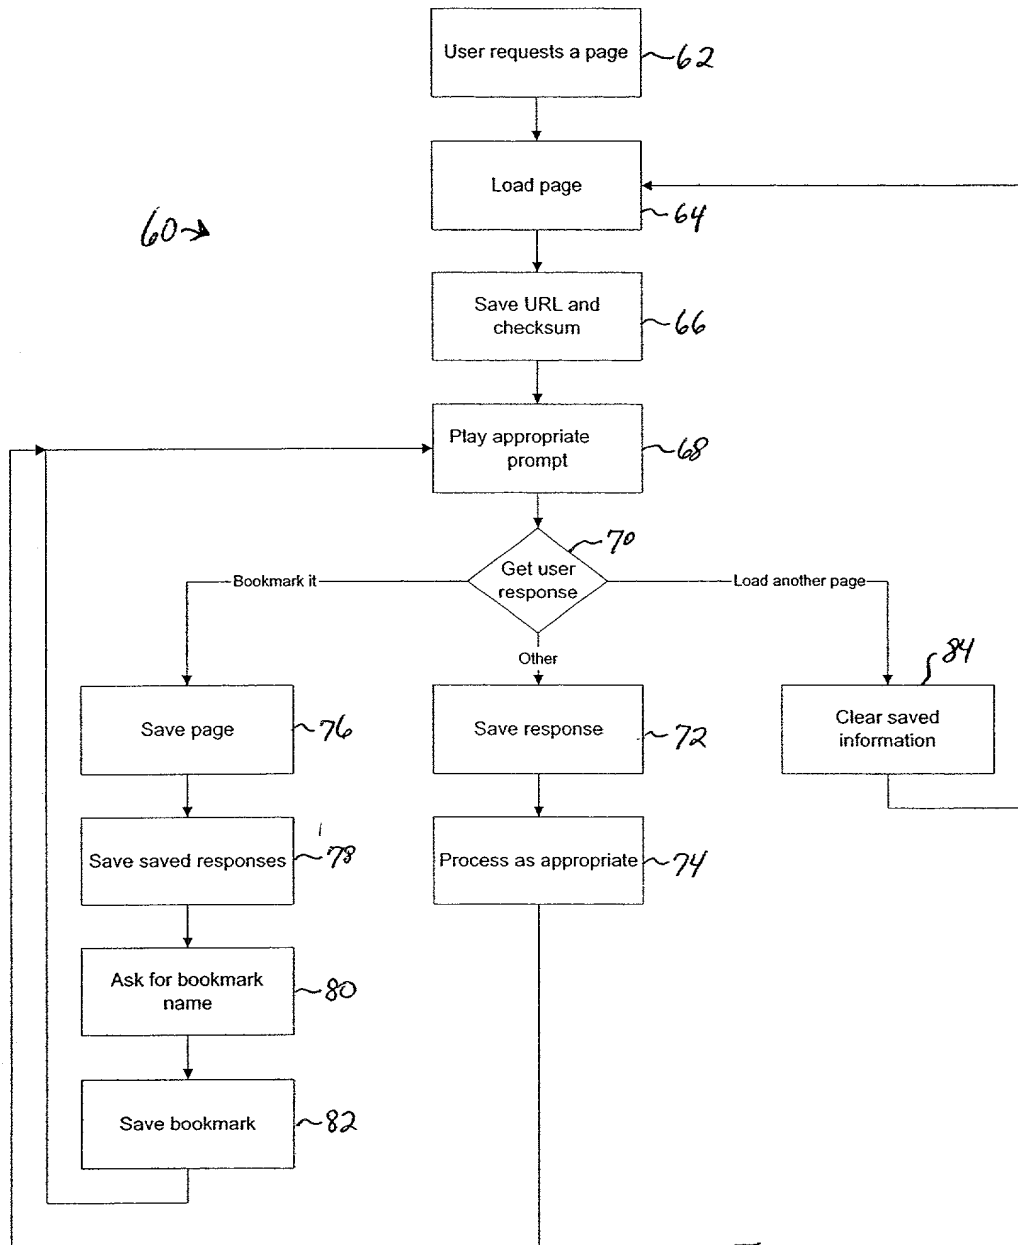 User requests a page
62
Load page
64
60
Save URL and
checksum
66
Play appropriate
prompt
68
70
Get user
response
Bookmark it
Load another page
Other
84
Save page
76
Save response
72
Clear saved
information
Save saved responses
78
Process as appropriate
74
Ask for bookmark
name
80
Save bookmark
82